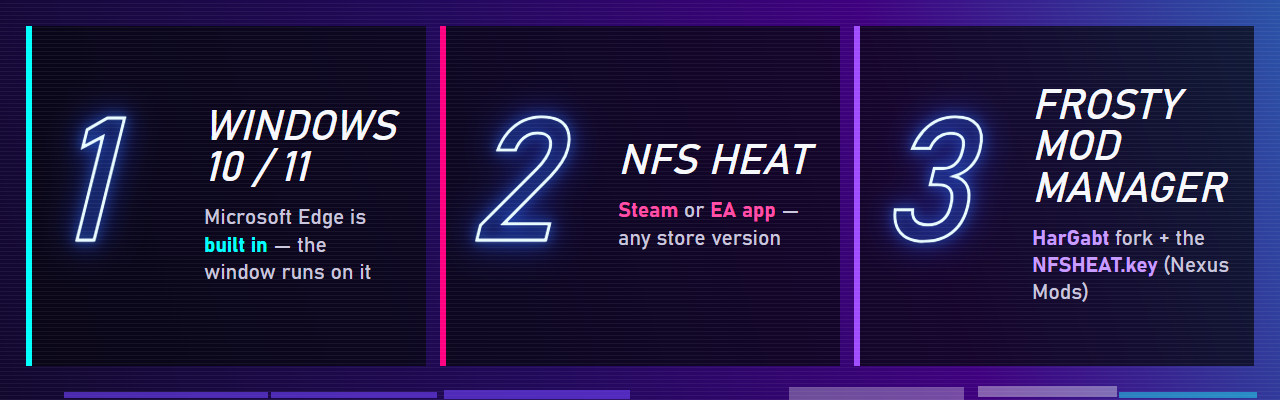 1
WINDOWS
10 / 11
Microsoft Edge is
built in — the
window runs on it
2
NFS HEAT
Steam or EA app —
any store version
3
FROSTY
MOD
MANAGER
HarGabt fork + the
NFSHEAT.key (Nexus
Mods)